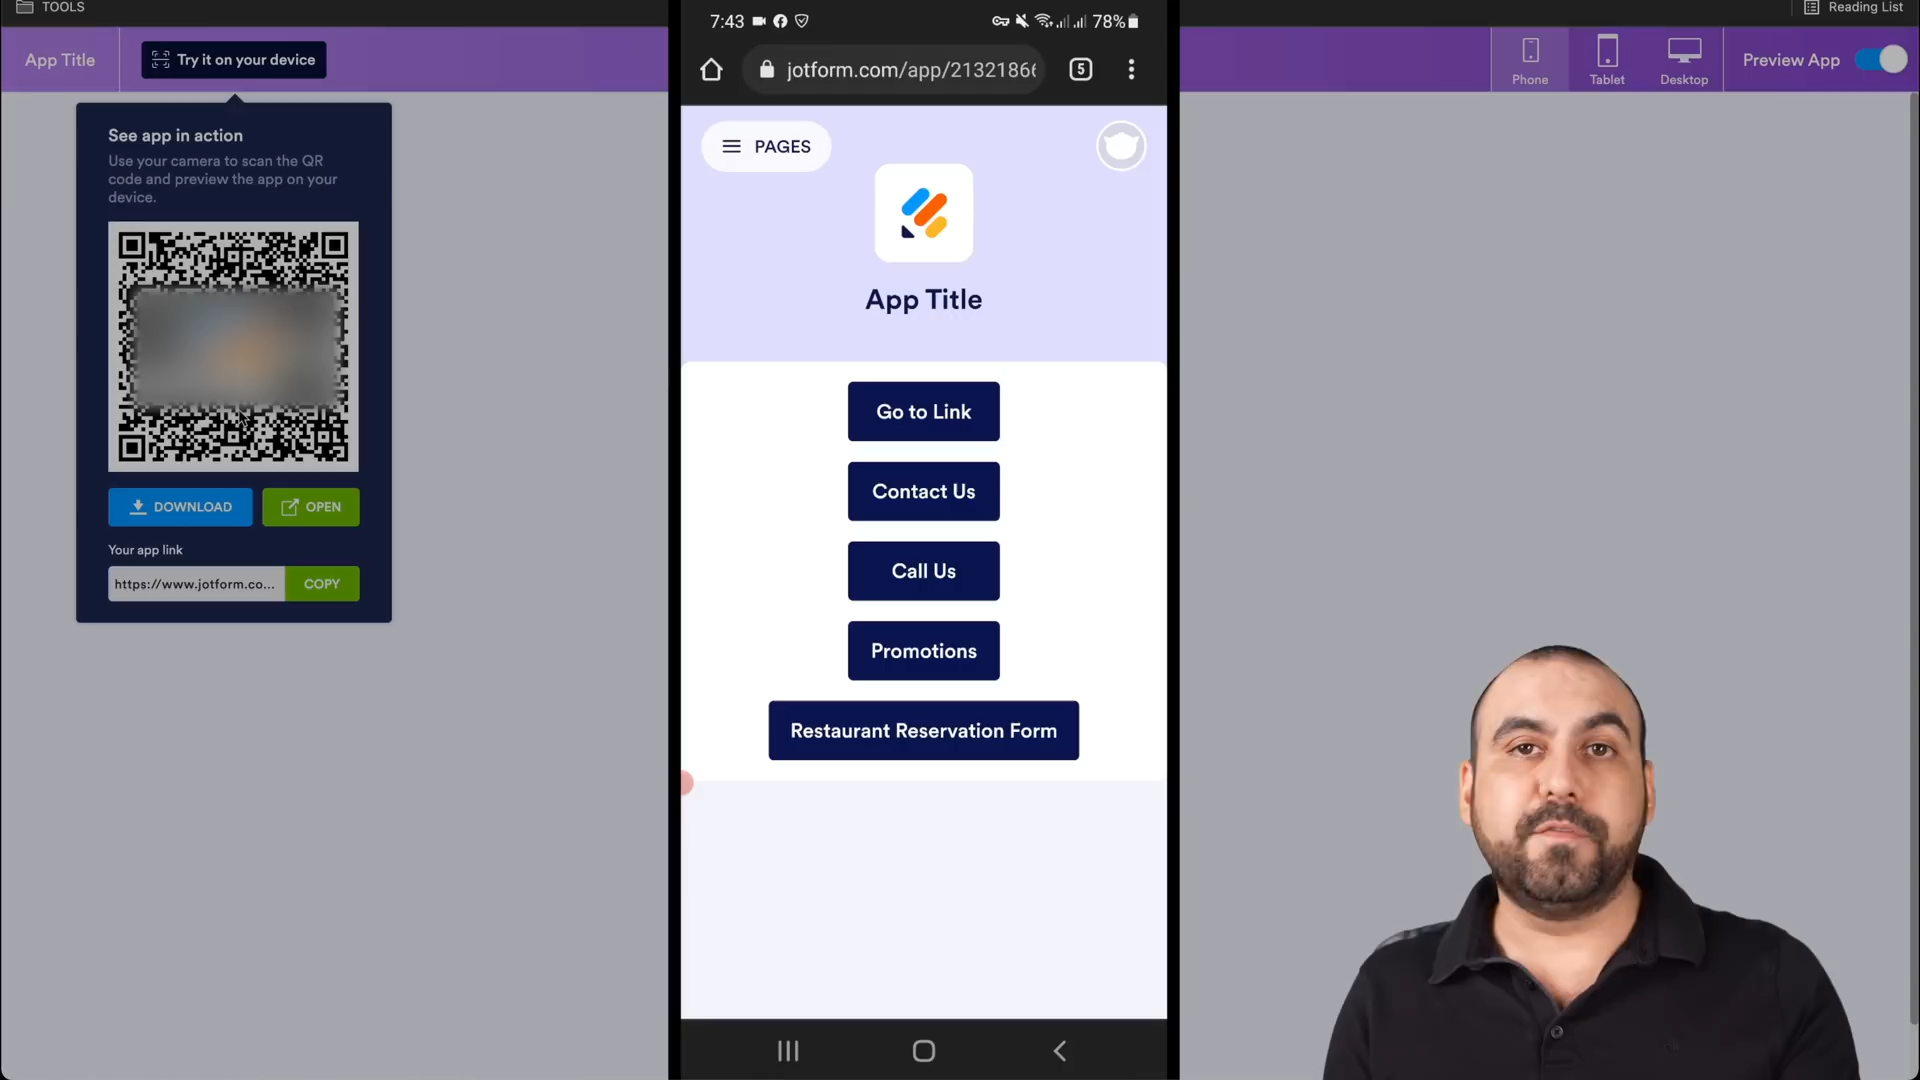 TOOLS
Reading List
App Title
Try it on your device
Phone
Tablet
Desktop
Preview App
See app in action
Use your camera to scan the QR
code and preview the app on your
device.
DOWNLOAD
OPEN
Your app link
https://www.jotform.co...
COPY
7:43
78%
jotform.com/app/2132186
5
PAGES
App Title
Go to Link
Contact Us
Call Us
Promotions
Restaurant Reservation Form